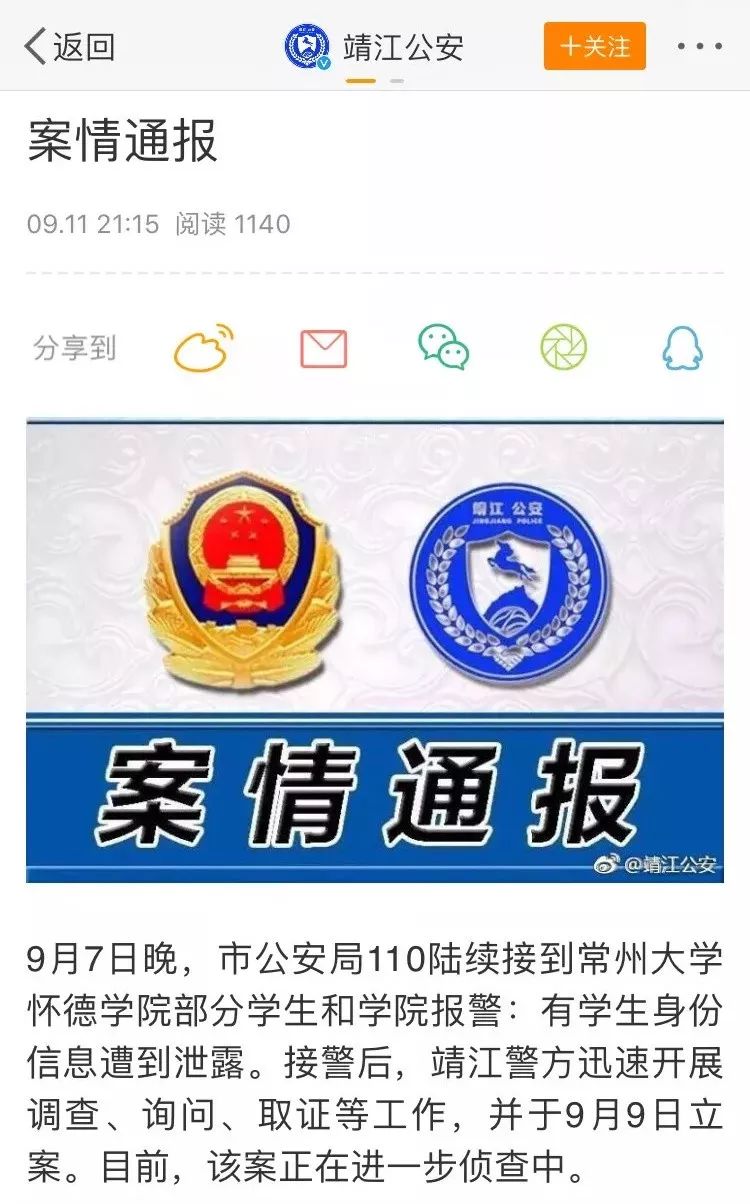 返回
靖江公安
+关注
案情通报
09.11 21:15 阅读 1140
分享到
靖江 公安
JINGJIANG POLICE
案情通报
@靖江公安
9月7日晚，市公安局110陆续接到常州大学
怀德学院部分学生和学院报警：有学生身份
信息遭到泄露。接警后，靖江警方迅速开展
调查、询问、取证等工作，并于9月9日立
案。目前，该案正在进一步侦查中。